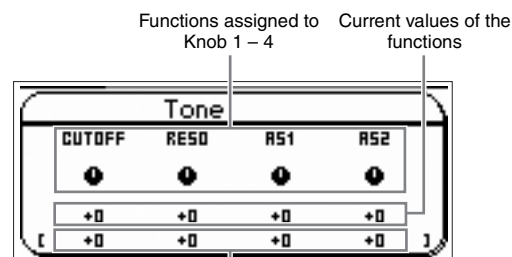 Functions assigned to Knob 1 – 4
Current values of the functions
Tone
CUTOFF RESO AS1 AS2
+0 +0 +0 +0
[ +0 +0 +0 +0 ]